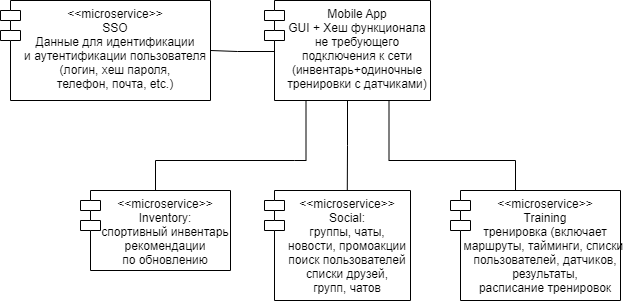 <<microservice>>
SSO
Данные для идентификации
и аутентификации пользователя
(логин, хеш пароля,
телефон, почта, etc.)
Mobile App
GUI + Хеш функционала
не требующего
подключения к сети
(инвентарь+одиночные
тренировки с датчиками)
<<microservice>>
Inventory:
спортивный инвентарь
рекомендации
по обновлению
<<microservice>>
Social:
группы, чаты,
новости, промоакции
поиск пользователей
списки друзей,
групп, чатов
<<microservice>>
Training
тренировка (включает
маршруты, тайминги, списки
пользователей, датчиков,
результаты,
расписание тренировок